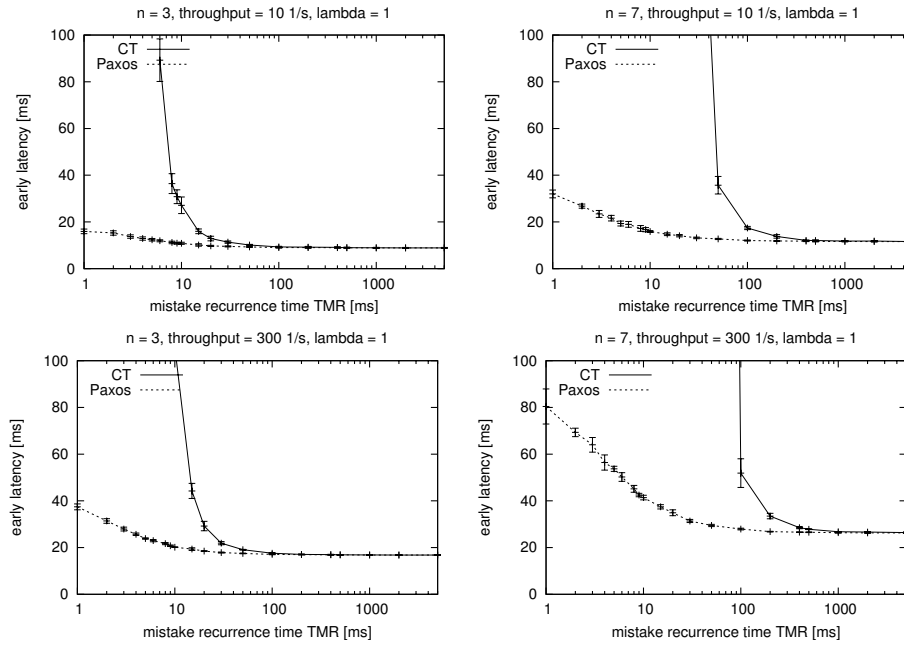 n = 3, throughput = 10 1/s, lambda = 1
100
80
60
40
20
0
early latency [ms]
CT
Paxos
1 10 100 1000
mistake recurrence time TMR [ms]
n = 7, throughput = 10 1/s, lambda = 1
100
80
60
40
20
0
early latency [ms]
CT
Paxos
1 10 100 1000
mistake recurrence time TMR [ms]
n = 3, throughput = 300 1/s, lambda = 1
100
80
60
40
20
0
early latency [ms]
CT
Paxos
1 10 100 1000
mistake recurrence time TMR [ms]
n = 7, throughput = 300 1/s, lambda = 1
100
80
60
40
20
0
early latency [ms]
CT
Paxos
1 10 100 1000
mistake recurrence time TMR [ms]